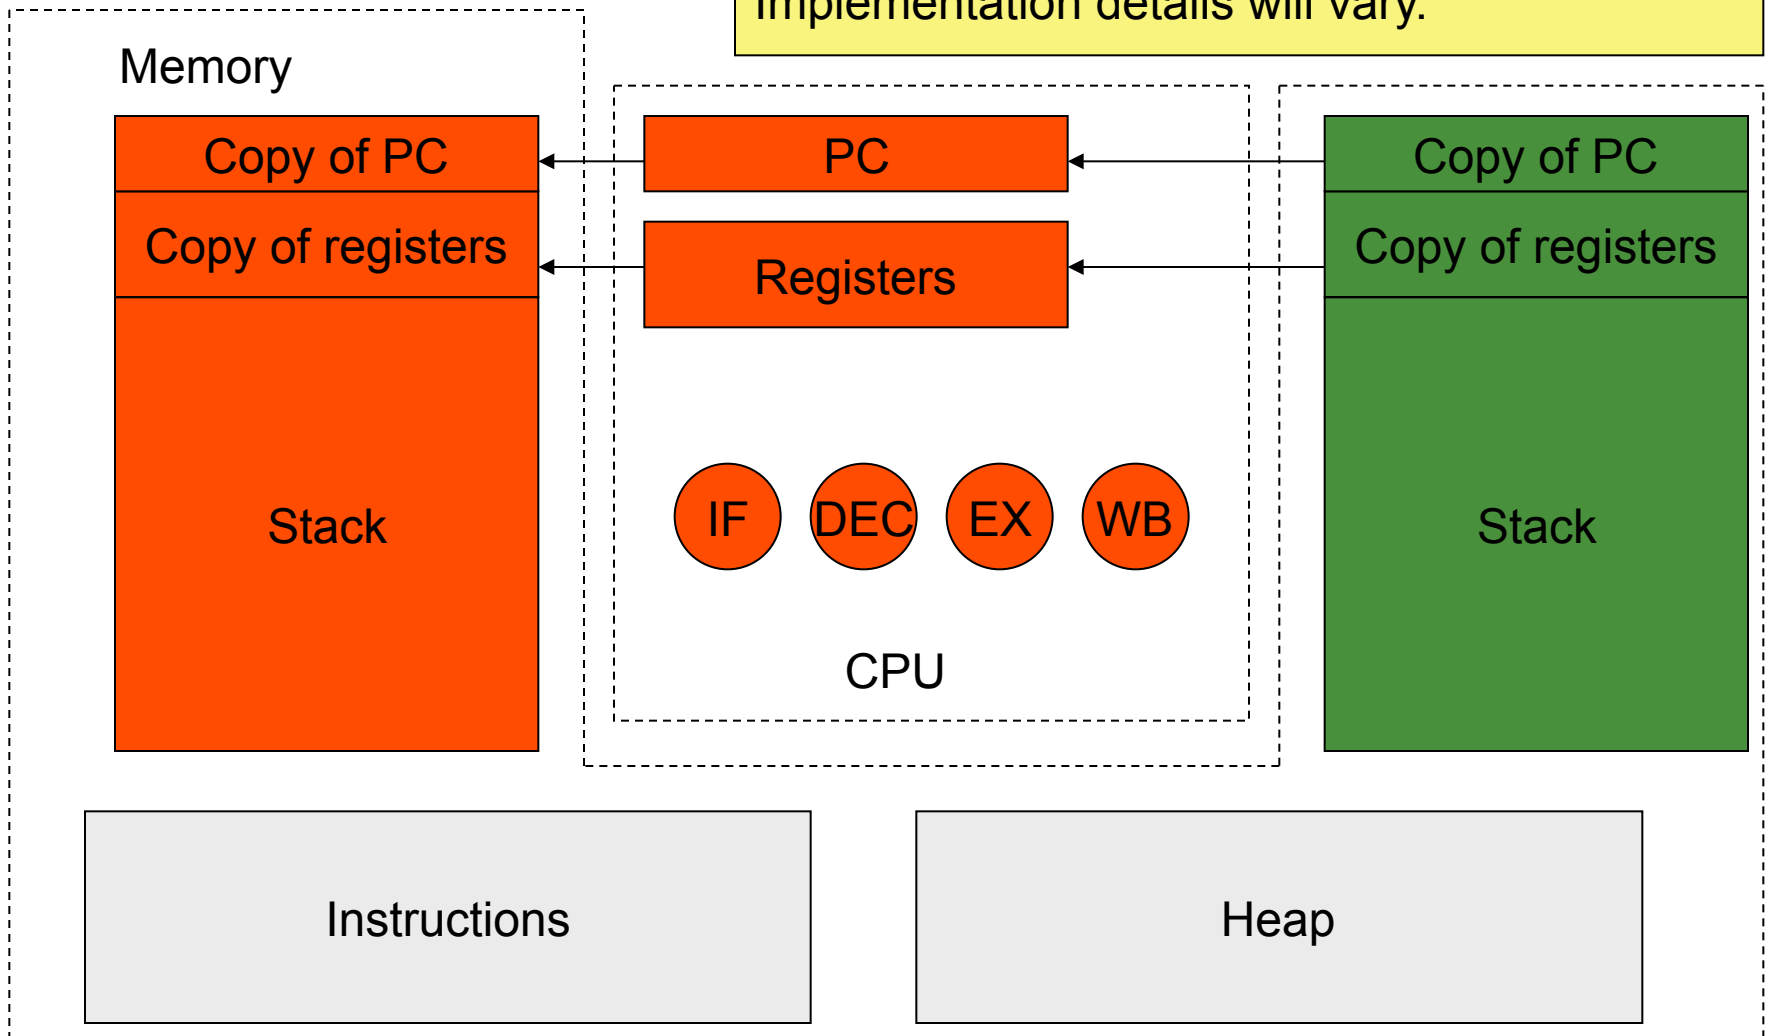 Implementation details will vary.
Memory
Copy of PC
PC
Copy of PC
Copy of registers
Registers
Copy of registers
Stack
IF
DEC
EX
WB
Stack
CPU
Instructions
Heap